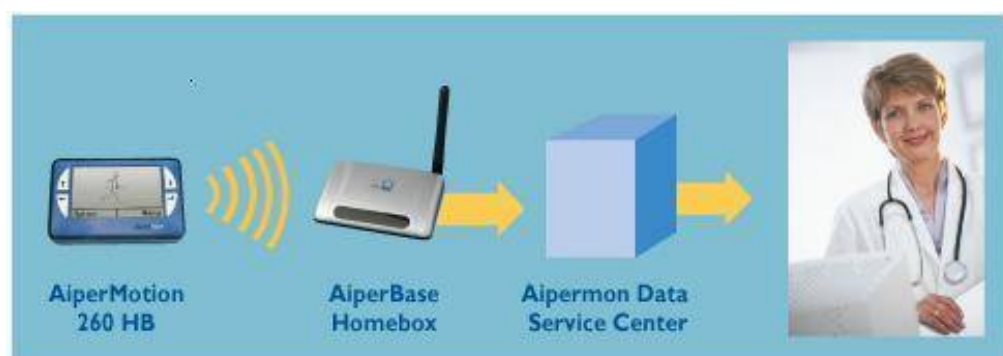 AiperMotion
260 HB
AiperBase
Homebox
Aipermon Data
Service Center